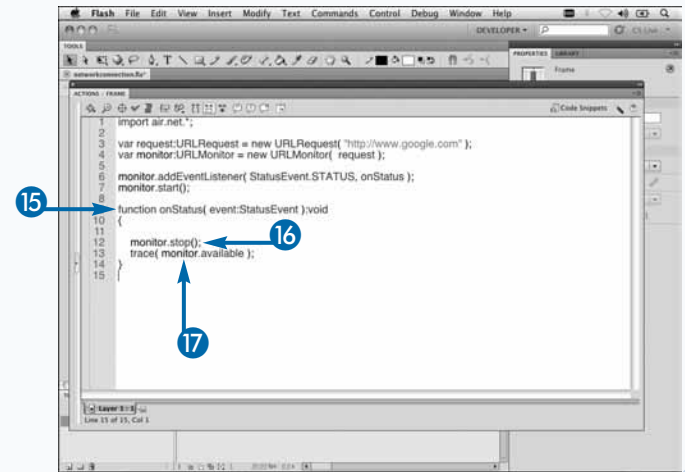 Flash File Edit View Insert Modify Text Commands Control Debug Window Help
DEVELOPER CS Live
TOOLS
PROPERTIES LIBRARY
networkconnection.fla*
Frame
ACTIONS - FRAME
Code Snippets
1 import air.net.*;
2
3 var request:URLRequest = new URLRequest( "http://www.google.com" );
4 var monitor:URLMonitor = new URLMonitor( request );
5
6 monitor.addEventListener( StatusEvent.STATUS, onStatus );
7 monitor.start();
8
15
9 function onStatus( event:StatusEvent ):void
10 {
11
12 monitor.stop();
16
13 trace( monitor.available );
14 }
15
17
Layer 1 : 1
Line 15 of 15, Col 1